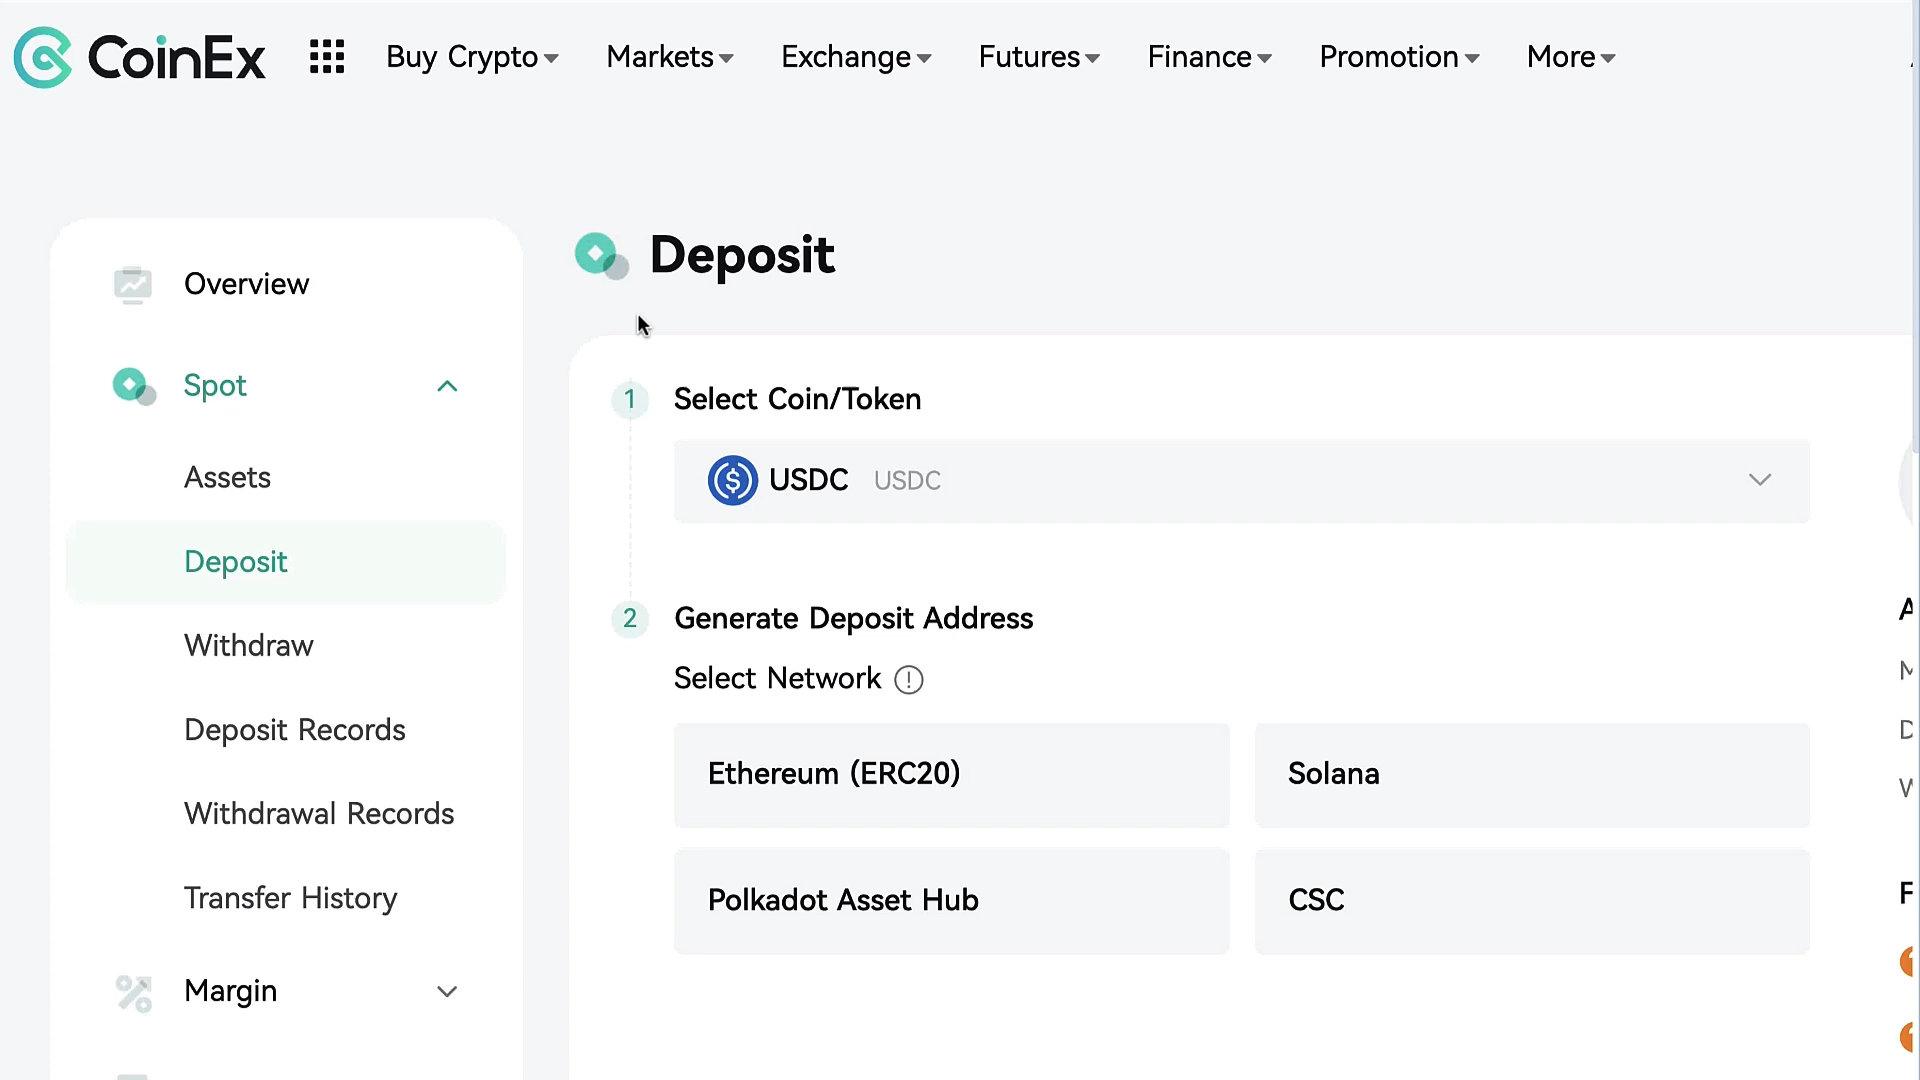 CoinEx Buy Crypto Markets Exchange Futures Finance Promotion More
Overview
Spot
Assets
Deposit
Withdraw
Deposit Records
Withdrawal Records
Transfer History
Margin
Deposit
1 Select Coin/Token
USDC USDC
2 Generate Deposit Address
Select Network
Ethereum (ERC20) Solana
Polkadot Asset Hub CSC